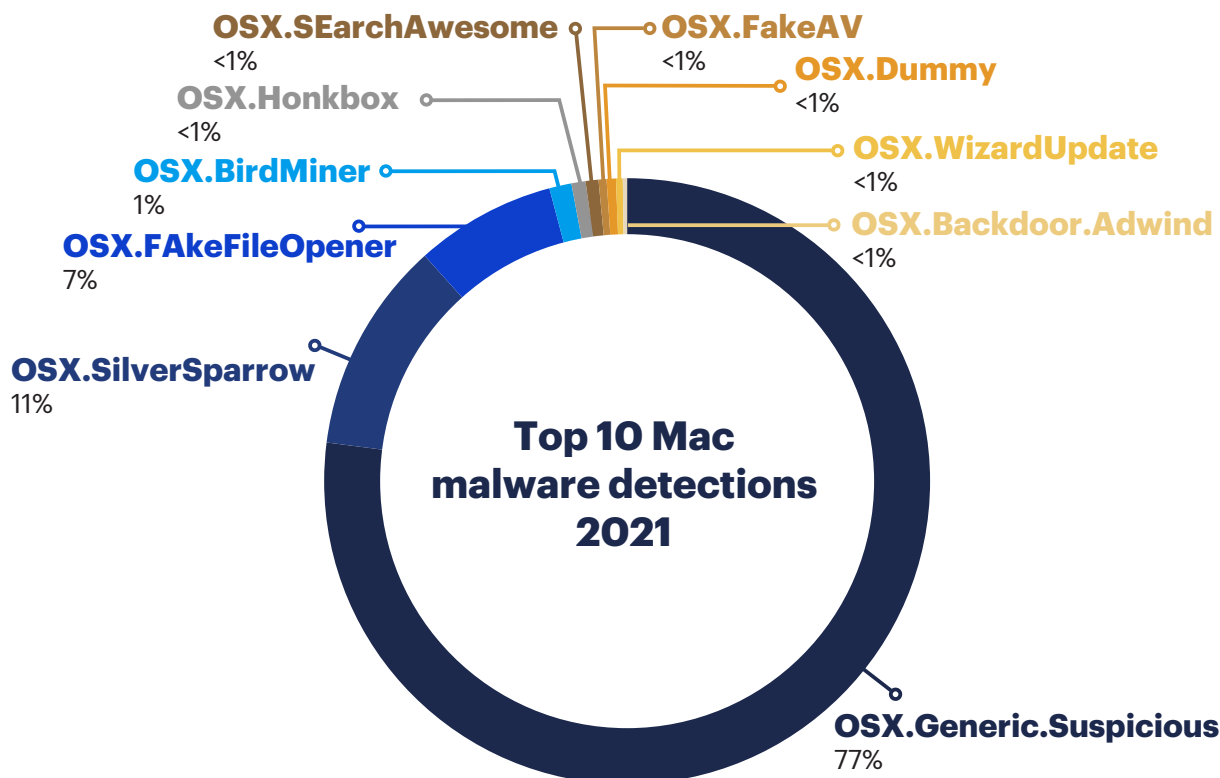 OSX.SEarchAwesome
<1%
OSX.FakeAV
<1%
OSX.Dummy
<1%
OSX.Honkbox
<1%
OSX.WizardUpdate
<1%
OSX.BirdMiner
1%
OSX.Backdoor.Adwind
<1%
OSX.FAkeFileOpener
7%
OSX.SilverSparrow
11%
Top 10 Mac
malware detections
2021
OSX.Generic.Suspicious
77%